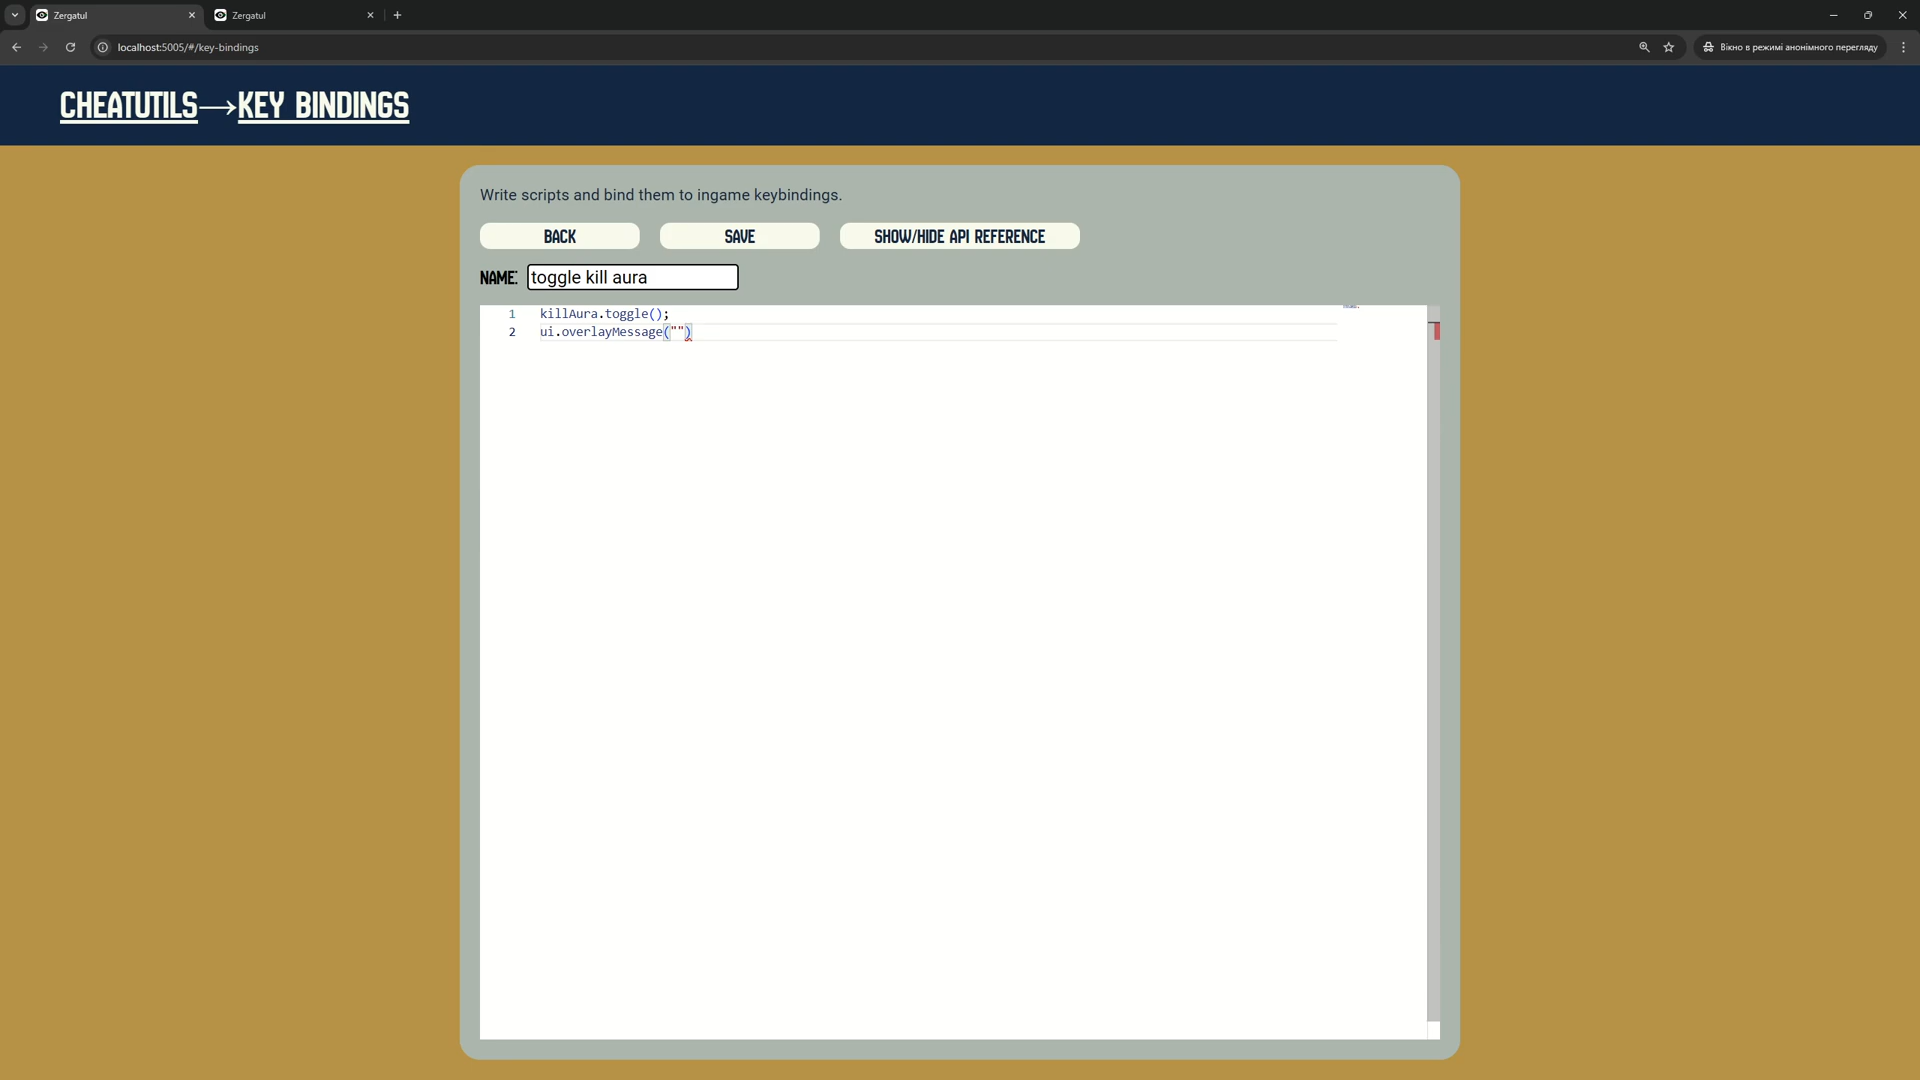 Zergatul
Zergatul
localhost:5005/#/key-bindings
Вікно в режимі анонімного перегляду
CHEATUTILS→KEY BINDINGS
Write scripts and bind them to ingame keybindings.
BACK
SAVE
SHOW/HIDE API REFERENCE
NAME: toggle kill aura
1 killAura.toggle();
2 ui.overlayMessage("")